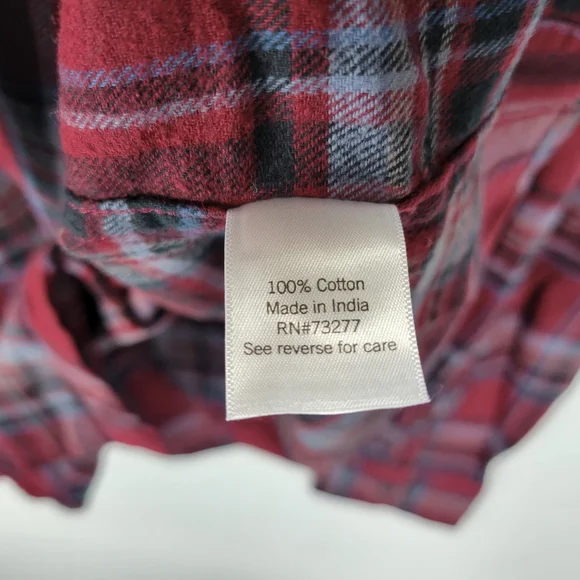 100% Cotton
Made in India
RN#73277
See reverse for care